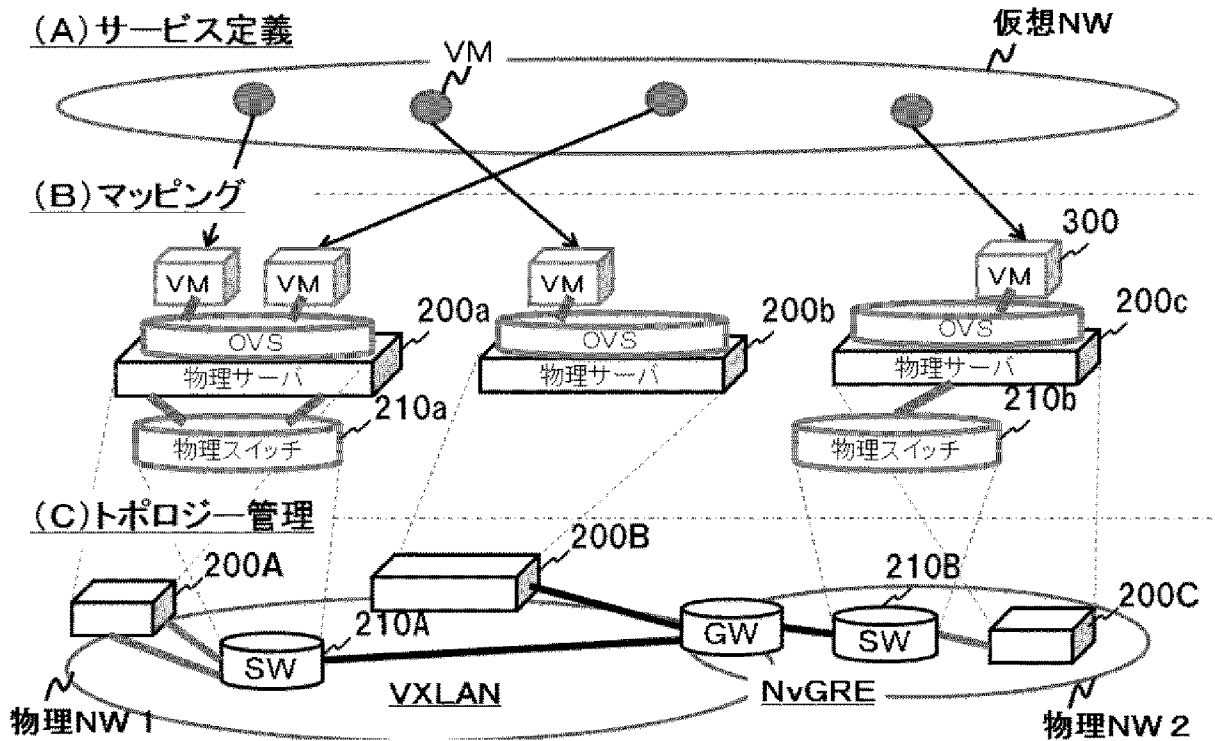 (A)サービス定義
仮想NW
VM
(B)マッピング
300
VM
VM
VM
VM
200a
200b
200c
OVS
OVS
OVS
物理サーバ
物理サーバ
物理サーバ
210a
210b
物理スイッチ
物理スイッチ
(C)トポロジー管理
200A
200B
210B
200C
210A
GW
SW
SW
VXLAN
NvGRE
物理NW1
物理NW2